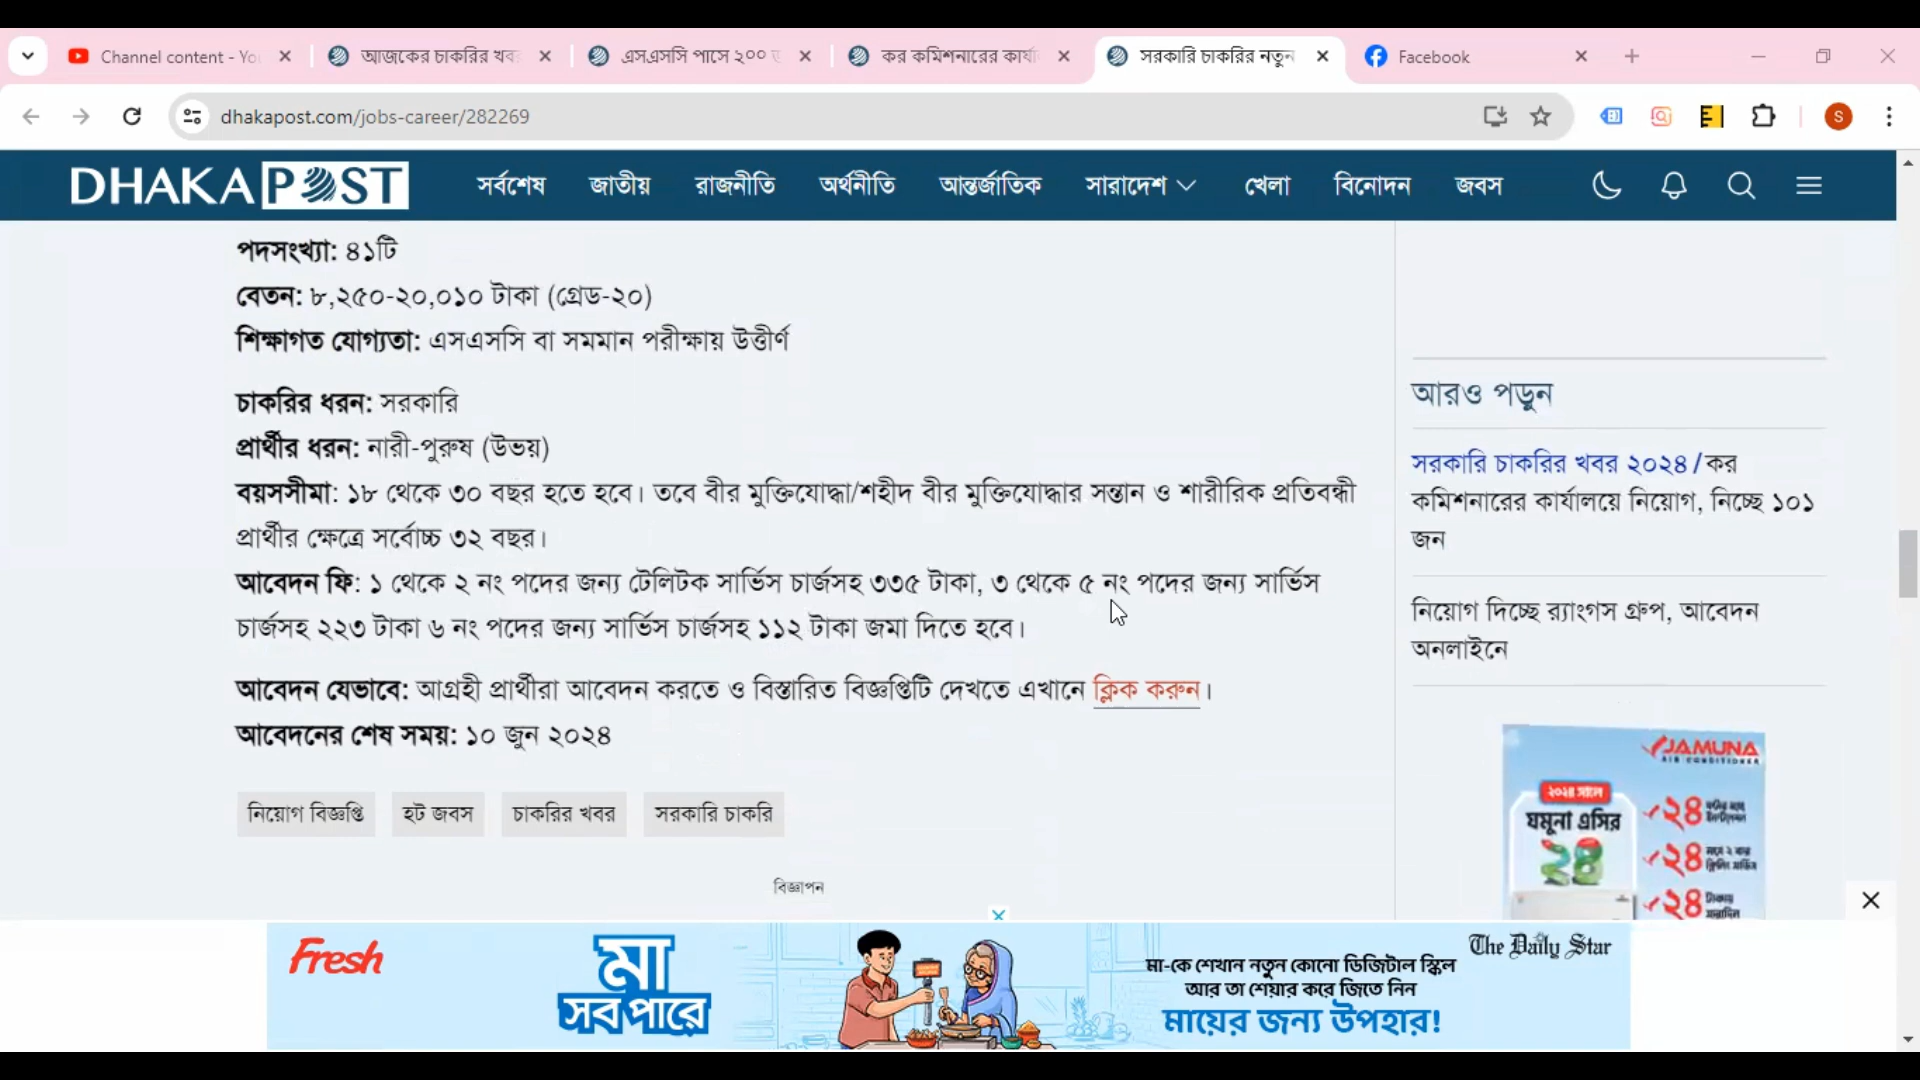 Channel content - Yo
আজকের চাকরির খব
এসএসসি পাসে ২০০ জ
কর কমিশনারের কার্যা
সরকারি চাকরির নতুন
Facebook
dhakapost.com/jobs-career/282269
S
DHAKA POST
সর্বশেষ জাতীয় রাজনীতি অর্থনীতি আন্তর্জাতিক সারাদেশ খেলা বিনোদন জবস
পদসংখ্যা: ৪১টি
বেতন: ৮,২৫০-২০,০১০ টাকা (গ্রেড-২০)
শিক্ষাগত যোগ্যতা: এসএসসি বা সমমান পরীক্ষায় উত্তীর্ণ
চাকরির ধরন: সরকারি
প্রার্থীর ধরন: নারী-পুরুষ (উভয়)
বয়সসীমা: ১৮ থেকে ৩০ বছর হতে হবে। তবে বীর মুক্তিযোদ্ধা/শহীদ বীর মুক্তিযোদ্ধার সন্তান ও শারীরিক প্রতিবন্ধী
প্রার্থীর ক্ষেত্রে সর্বোচ্চ ৩২ বছর।
আবেদন ফি: ১ থেকে ২ নং পদের জন্য টেলিটক সার্ভিস চার্জসহ ৩৩৫ টাকা, ৩ থেকে ৫ নং পদের জন্য সার্ভিস
চার্জসহ ২২৩ টাকা ৬ নং পদের জন্য সার্ভিস চার্জসহ ১১২ টাকা জমা দিতে হবে।
আবেদন যেভাবে: আগ্রহী প্রার্থীরা আবেদন করতে ও বিস্তারিত বিজ্ঞপ্তিটি দেখতে এখানে ক্লিক করুন।
আবেদনের শেষ সময়: ১০ জুন ২০২৪
নিয়োগ বিজ্ঞপ্তি হট জবস চাকরির খবর সরকারি চাকরি
বিজ্ঞাপন
আরও পড়ুন
সরকারি চাকরির খবর ২০২৪/কর
কমিশনারের কার্যালয়ে নিয়োগ, নিচ্ছে ১০১
জন
নিয়োগ দিচ্ছে র‍্যাংগস গ্রুপ, আবেদন
অনলাইনে
JAMUNA
AIR CONDITIONER
২০২৪ সালে
যমুনা এসির
২৪
২৪
২৪
২৪
Fresh
মা
সব পারে
মা-কে শেখান নতুন কোনো ডিজিটাল স্কিল
আর তা শেয়ার করে জিতে নিন
মায়ের জন্য উপহার!
The Daily Star